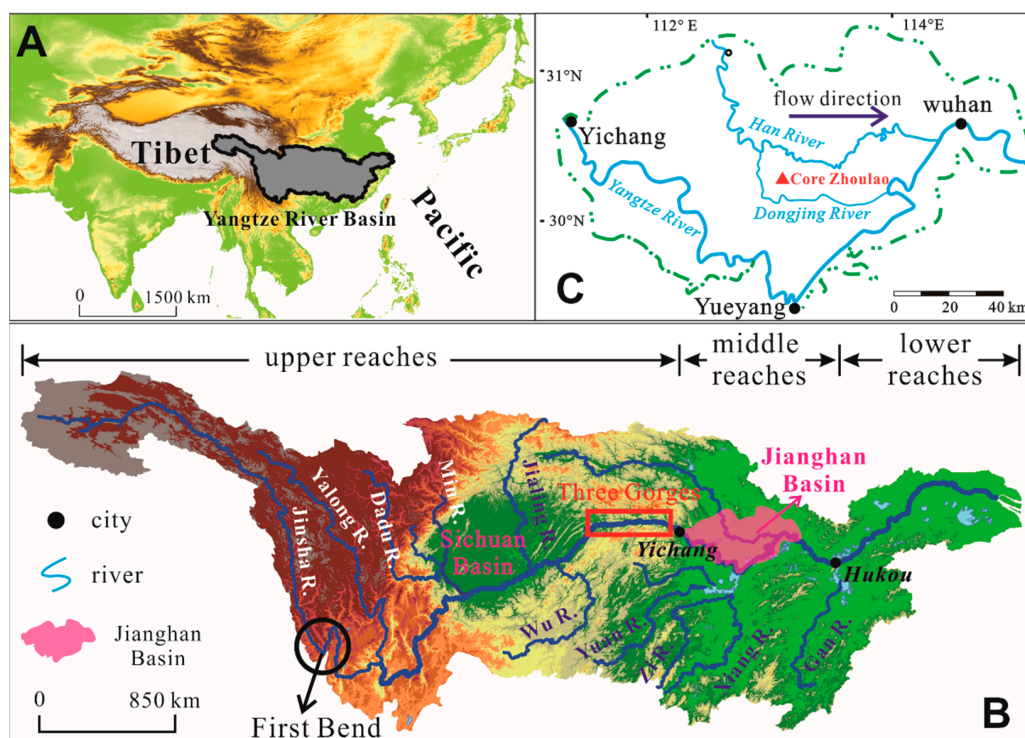 A
Tibet
Yangtze River Basin
Pacific
0
1500 km
112°E
114°E
31°N
30°N
flow direction
wuhan
Yichang
Han River
Core Zhoulao
Yangtze River
Dongjing River
Yueyang
C
0 20 40 km
upper reaches
middle
reaches
lower
reaches
Jianghan
Basin
Three Gorges
Yalong R.
Dadu R.
Min R.
Jialing R.
Jinsha R.
Sichuan
Basin
Yichang
Hukou
Wu R.
Yuan R.
Zi R.
Xiang R.
Gan R.
city
river
Jianghan
Basin
0
850 km
First Bend
B